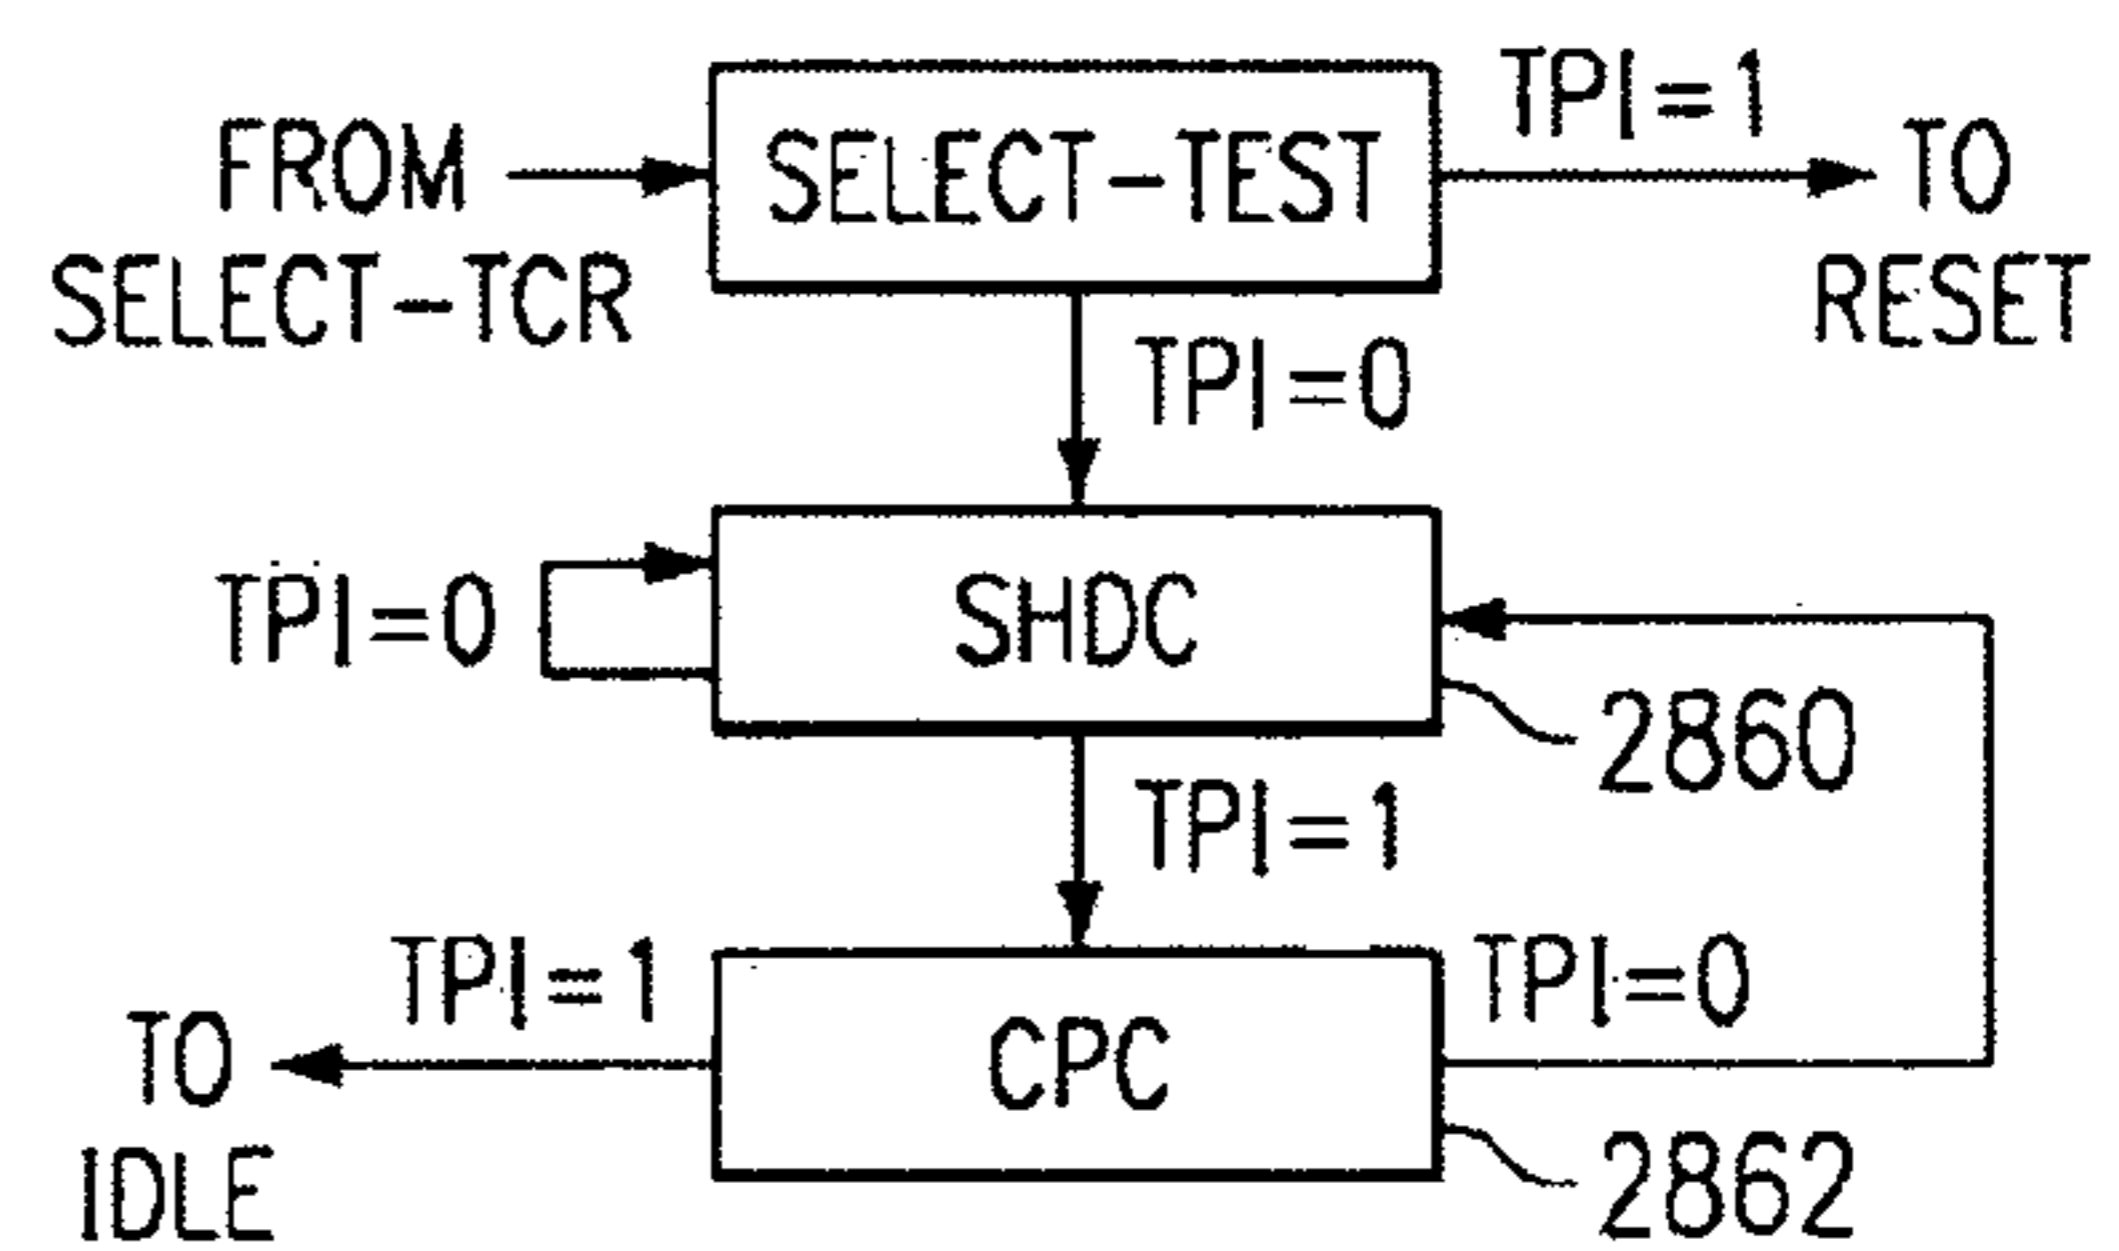 TPI=1
FROM
SELECT-TCR
SELECT-TEST
TO
RESET
TPI=0
TPI=0
SHDC
2860
TPI=1
TPI=1
TPI=0
TO
IDLE
CPC
2862